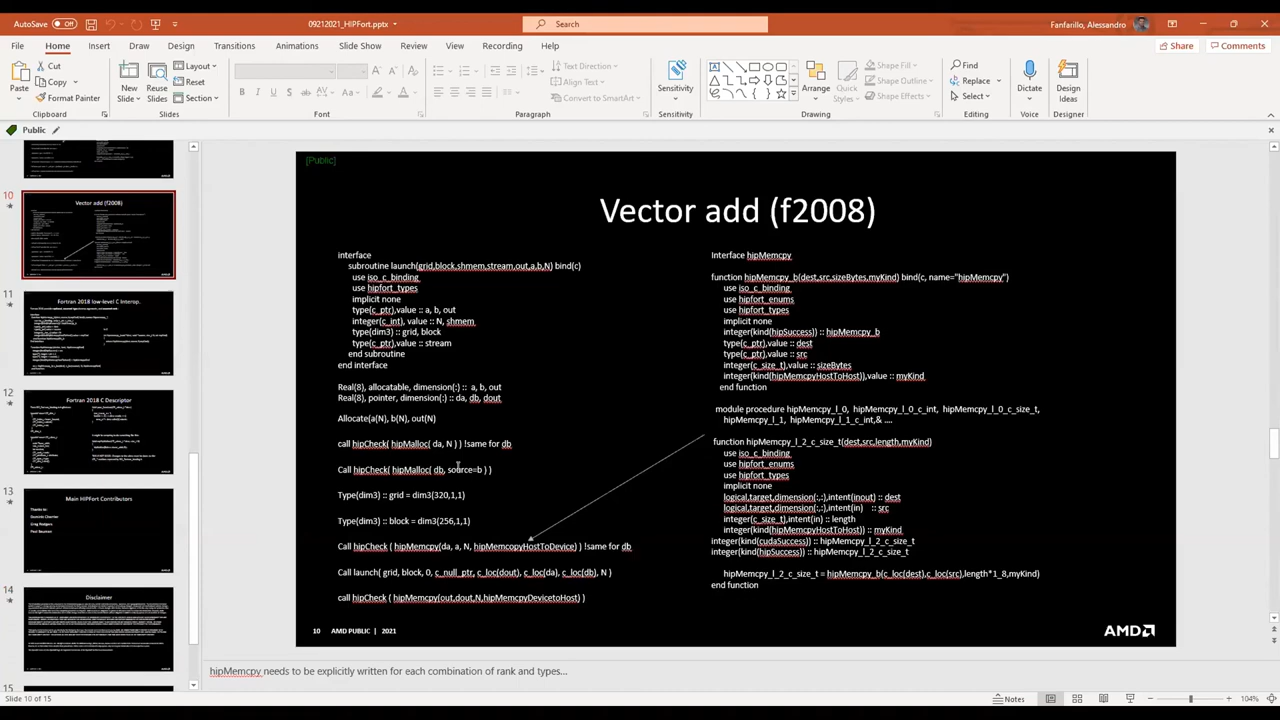 AutoSave Off 09212021_HIPFort.pptx Search Fanfarillo, Alessandro
File Home Insert Draw Design Transitions Animations Slide Show Review View Recording Help Share Comments
Paste Cut Copy Format Painter New Slides Reuse Slides Layout Reset Section Text Direction Align Text Convert to SmartArt Sensitivity Arrange Quick Styles Shape Fill Shape Outline Shape Effects Find Replace Select Dictate Design Ideas
Clipboard Slides Font Paragraph Sensitivity Drawing Editing Voice Designer
Public
10
Vector add (f2008)
11
Fortran 2018 low-level C Interop.
12
Fortran 2018 C Descriptor
13
Main HIPFort Contributors
Thanks to:
14
Disclaimer
15
[Public]
Vector add (f2008)
interface
subroutine launch(grid,block,shmem,stream,out,a,b,N) bind(c)
use iso_c_binding
use hipfort_types
implicit none
type(c_ptr),value :: a, b, out
integer(c_int), value :: N, shmem
type(dim3) :: grid, block
type(c_ptr),value :: stream
end subroutine
end interface
Real(8), allocatable, dimension(:) :: a, b, out
Real(8), pointer, dimension(:) :: da, db, dout
Allocate(a(N), b(N), out(N)
call hipCheck( hipMalloc( da, N ) ) !same for db
Call hipCheck( hipMalloc( db, source=b ) )
Type(dim3) :: grid = dim3(320,1,1)
Type(dim3) :: block = dim3(256,1,1)
Call hipCheck ( hipMemcpy(da, a, N, hipMemcopyHostToDevice) ) !same for db
Call launch( grid, block, 0, c_null_ptr, c_loc(dout), c_loc(da), c_loc(db), N )
call hipCheck ( hipMemcpy(out,dout,N,hipMemcpyDevicetoHost) )
Interface hipMemcpy
function hipMemcpy_b(dest,src,sizeBytes,myKind) bind(c, name="hipMemcpy")
use iso_c_binding
use hipfort_enums
use hipfort_types
implicit none
integer(kind(hipSuccess)) :: hipMemcpy_b
type(c_ptr),value :: dest
type(c_ptr),value :: src
integer(c_size_t),value :: sizeBytes
integer(kind(hipMemcpyHostToHost)),value :: myKind
end function
module procedure hipMemcpy_l_0, hipMemcpy_l_0_c_int, hipMemcpy_l_0_c_size_t,
hipMemcpy_l_1, hipMemcpy_l_1_c_int,& ....
function hipMemcpy_l_2_c_size_t(dest,src,length,myKind)
use iso_c_binding
use hipfort_enums
use hipfort_types
implicit none
logical,target,dimension(:,:),intent(inout) :: dest
logical,target,dimension(:,:),intent(in) :: src
integer(c_size_t),intent(in) :: length
integer(kind(hipMemcpyHostToHost)) :: myKind
integer(kind(cudaSuccess)) :: hipMemcpy_l_2_c_size_t
integer(kind(hipSuccess)) :: hipMemcpy_l_2_c_size_t
hipMemcpy_l_2_c_size_t = hipMemcpy_b(c_loc(dest),c_loc(src),length*1_8,myKind)
end function
10 AMD PUBLIC | 2021 AMD
hipMemcpy needs to be explicitly written for each combination of rank and types...
Slide 10 of 15 Notes 104%